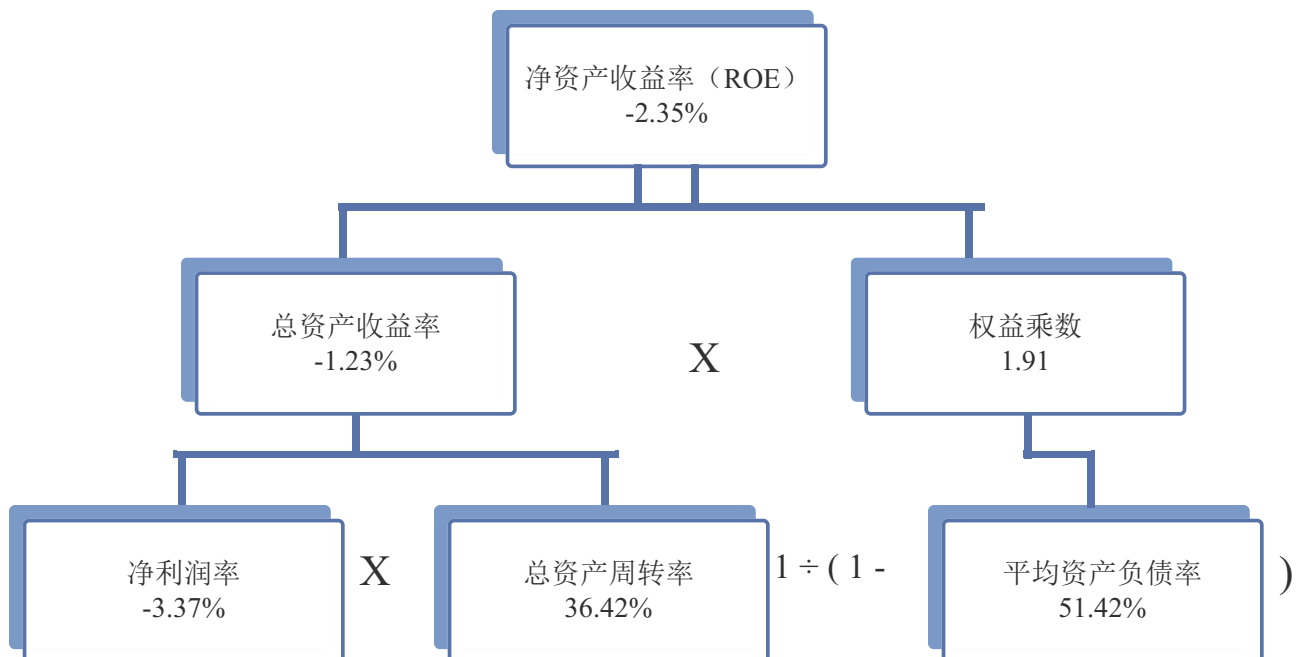 净资产收益率（ROE）
-2.35%
总资产收益率
-1.23%
X
权益乘数
1.91
净利润率
-3.37%
X
总资产周转率
36.42%
1 ÷ ( 1 -
平均资产负债率
51.42%
)